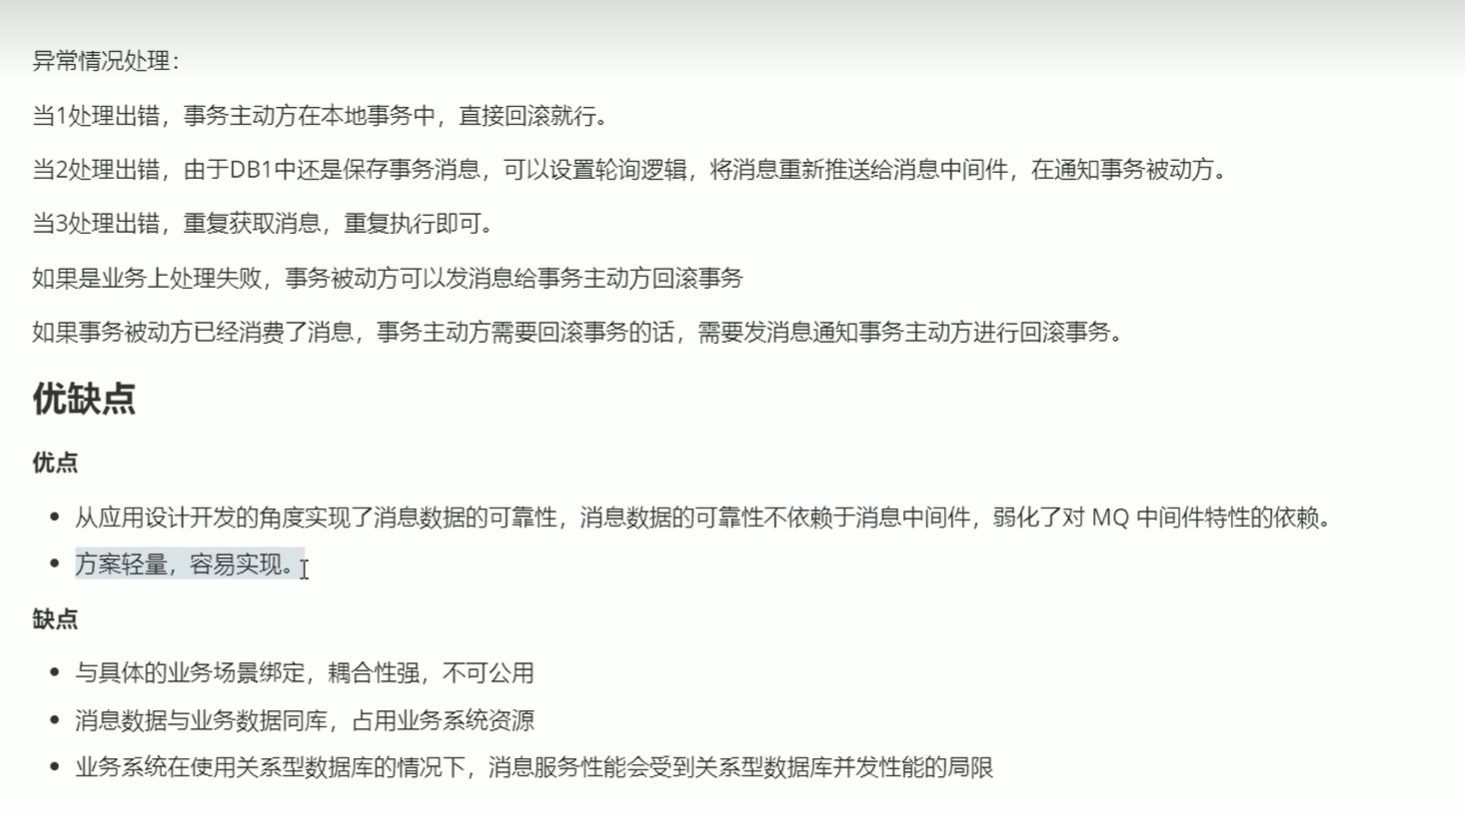 异常情况处理：
当1处理出错，事务主动方在本地事务中，直接回滚就行。
当2处理出错，由于DB1中还是保存事务消息，可以设置轮询逻辑，将消息重新推送给消息中间件，在通知事务被动方。
当3处理出错，重复获取消息，重复执行即可。
如果是业务上处理失败，事务被动方可以发消息给事务主动方回滚事务
如果事务被动方已经消费了消息，事务主动方需要回滚事务的话，需要发消息通知事务主动方进行回滚事务。
优缺点
优点
• 从应用设计开发的角度实现了消息数据的可靠性，消息数据的可靠性不依赖于消息中间件，弱化了对 MQ 中间件特性的依赖。
• 方案轻量，容易实现。
缺点
• 与具体的业务场景绑定，耦合性强，不可公用
• 消息数据与业务数据同库，占用业务系统资源
• 业务系统在使用关系型数据库的情况下，消息服务性能会受到关系型数据库并发性能的局限